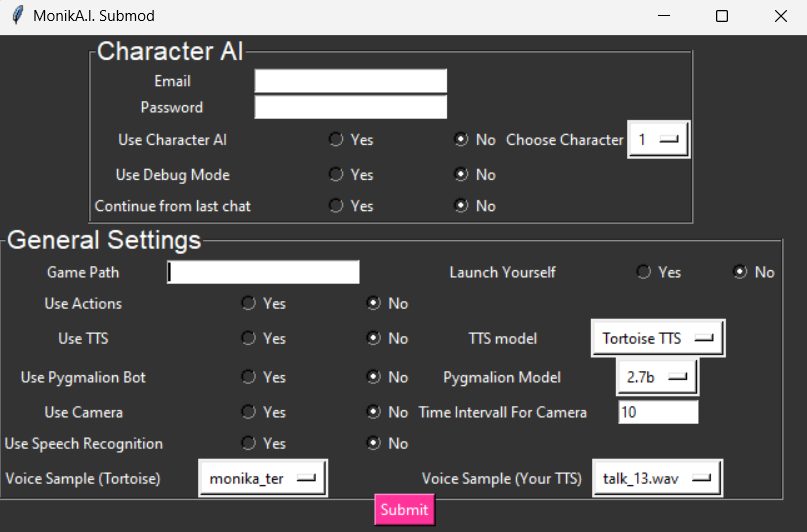 MonikA.I. Submod
Character AI
Email
Password
Use Character AI Yes No Choose Character 1
Use Debug Mode Yes No
Continue from last chat Yes No
General Settings
Game Path Launch Yourself Yes No
Use Actions Yes No
Use TTS Yes No TTS model Tortoise TTS
Use Pygmalion Bot Yes No Pygmalion Model 2.7b
Use Camera Yes No Time Intervall For Camera 10
Use Speech Recognition Yes No
Voice Sample (Tortoise) monika_ter Voice Sample (Your TTS) talk_13.wav
Submit